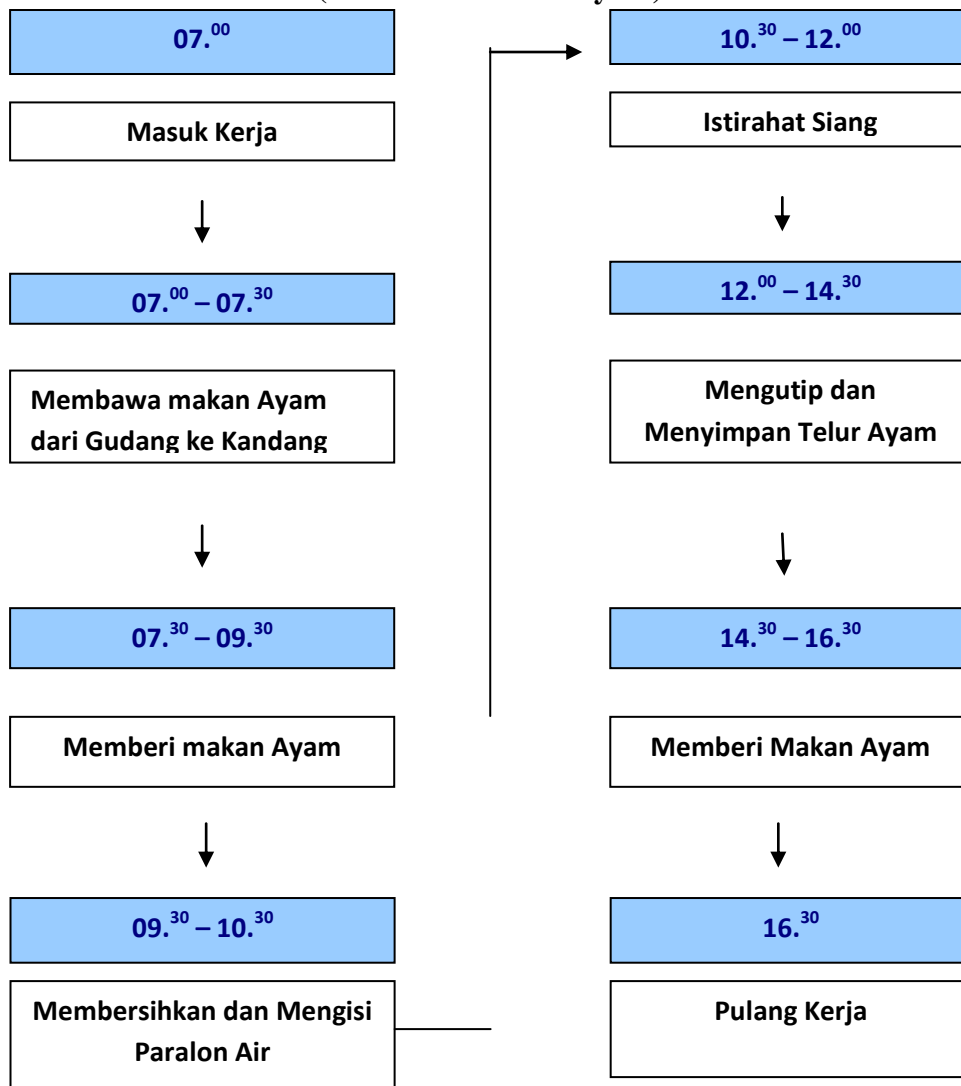 07.00
Masuk Kerja
07.00 – 07.30
Membawa makan Ayam
dari Gudang ke Kandang
07.30 – 09.30
Memberi makan Ayam
09.30 – 10.30
Membersihkan dan Mengisi
Paralon Air
10.30 – 12.00
Istirahat Siang
12.00 – 14.30
Mengutip dan
Menyimpan Telur Ayam
14.30 – 16.30
Memberi Makan Ayam
16.30
Pulang Kerja